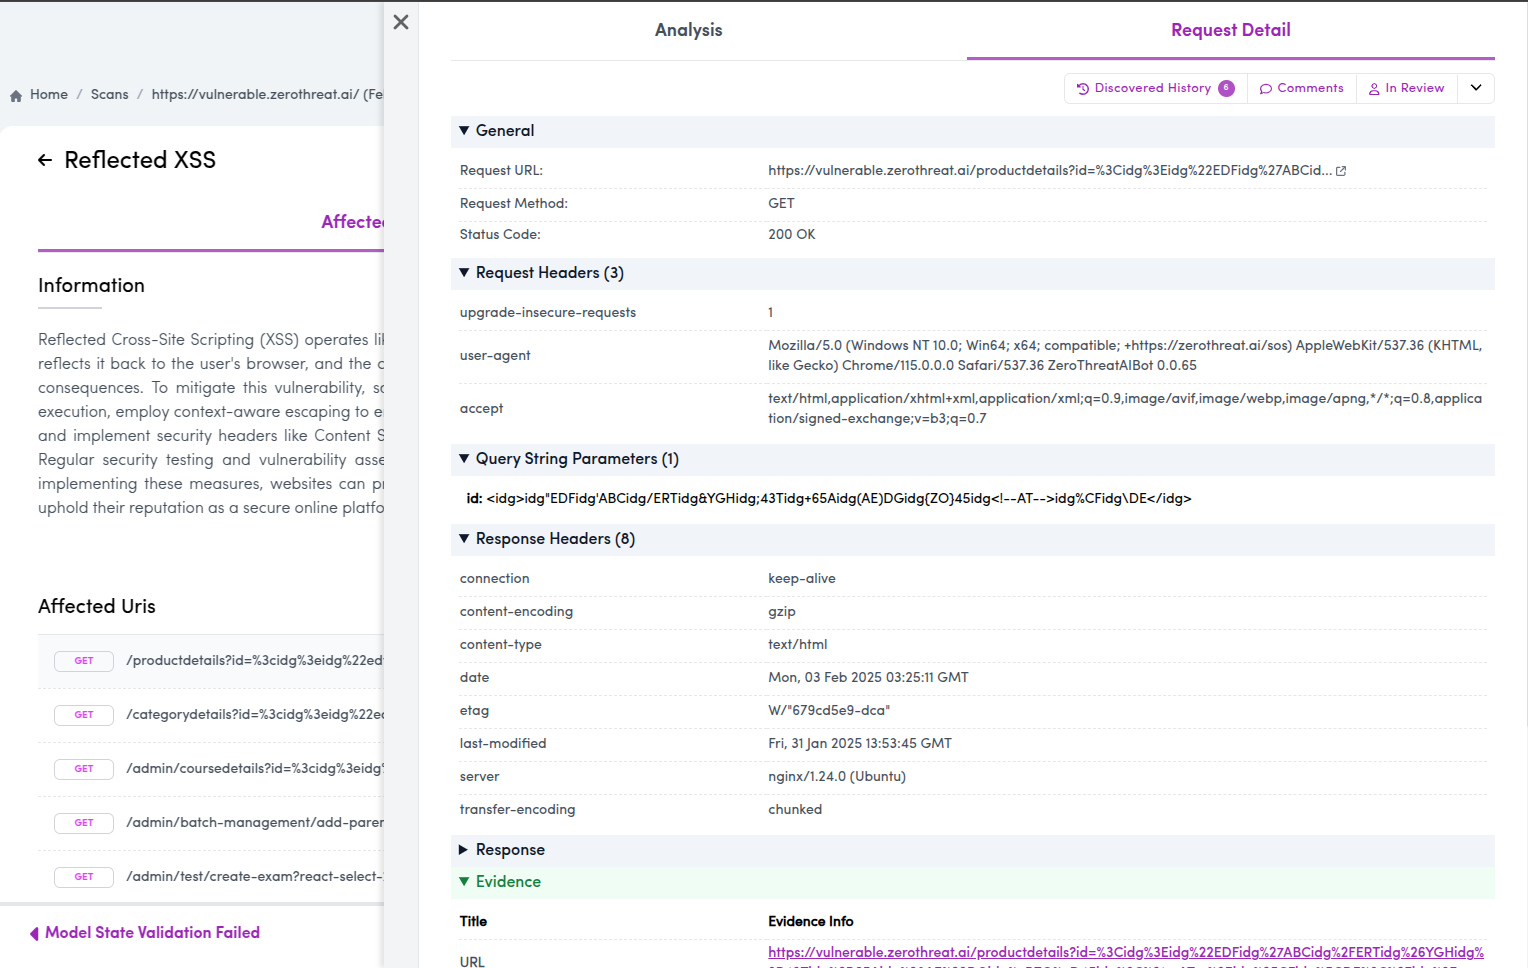 Home / Scans / https://vulnerable.zerothreat.ai/ (Fe
Reflected XSS
Affected
Information
Reflected Cross-Site Scripting (XSS) operates
reflects it back to the user's browser, and the
consequences. To mitigate this vulnerability,
execution, employ context-aware escaping to
and implement security headers like Content
Regular security testing and vulnerability
implementing these measures, websites can
uphold their reputation as a secure online
Affected Uris
GET /productdetails?id=%3cidg%3eidg%22ed
GET /categorydetails?id=%3cidg%3eidg%22e
GET /admin/coursedetails?id=%3cidg%3eidg
GET /admin/batch-management/add-paren
GET /admin/test/create-exam?react-select-
Model State Validation Failed
Analysis
Request Detail
Discovered History 6
Comments
In Review
General
Request URL: https://vulnerable.zerothreat.ai/productdetails?id=%3Cidg%3Eidg%22EDFidg%27ABCid...
Request Method: GET
Status Code: 200 OK
Request Headers (3)
upgrade-insecure-requests 1
user-agent Mozilla/5.0 (Windows NT 10.0; Win64; x64; compatible; +https://zerothreat.ai/sos) AppleWebKit/537.36 (KHTML,
like Gecko) Chrome/115.0.0.0 Safari/537.36 ZeroThreatAIBot 0.0.65
accept text/html,application/xhtml+xml,application/xml;q=0.9,image/avif,image/webp,image/apng,*/*;q=0.8,applica
tion/signed-exchange;v=b3;q=0.7
Query String Parameters (1)
id: <idg>idg"EDFidg'ABCidg/ERTidg&YGHidg;43Tidg+65Aidg(AE)DGidg{ZO}45idg<!--AT-->idg%CFidg\DE</idg>
Response Headers (8)
connection keep-alive
content-encoding gzip
content-type text/html
date Mon, 03 Feb 2025 03:25:11 GMT
etag W/"679cd5e9-dca"
last-modified Fri, 31 Jan 2025 13:53:45 GMT
server nginx/1.24.0 (Ubuntu)
transfer-encoding chunked
Response
Evidence
Title Evidence Info
URL https://vulnerable.zerothreat.ai/productdetails?id=%3Cidg%3Eidg%22EDFidg%27ABCidg%2FERTidg%26YGHidg%